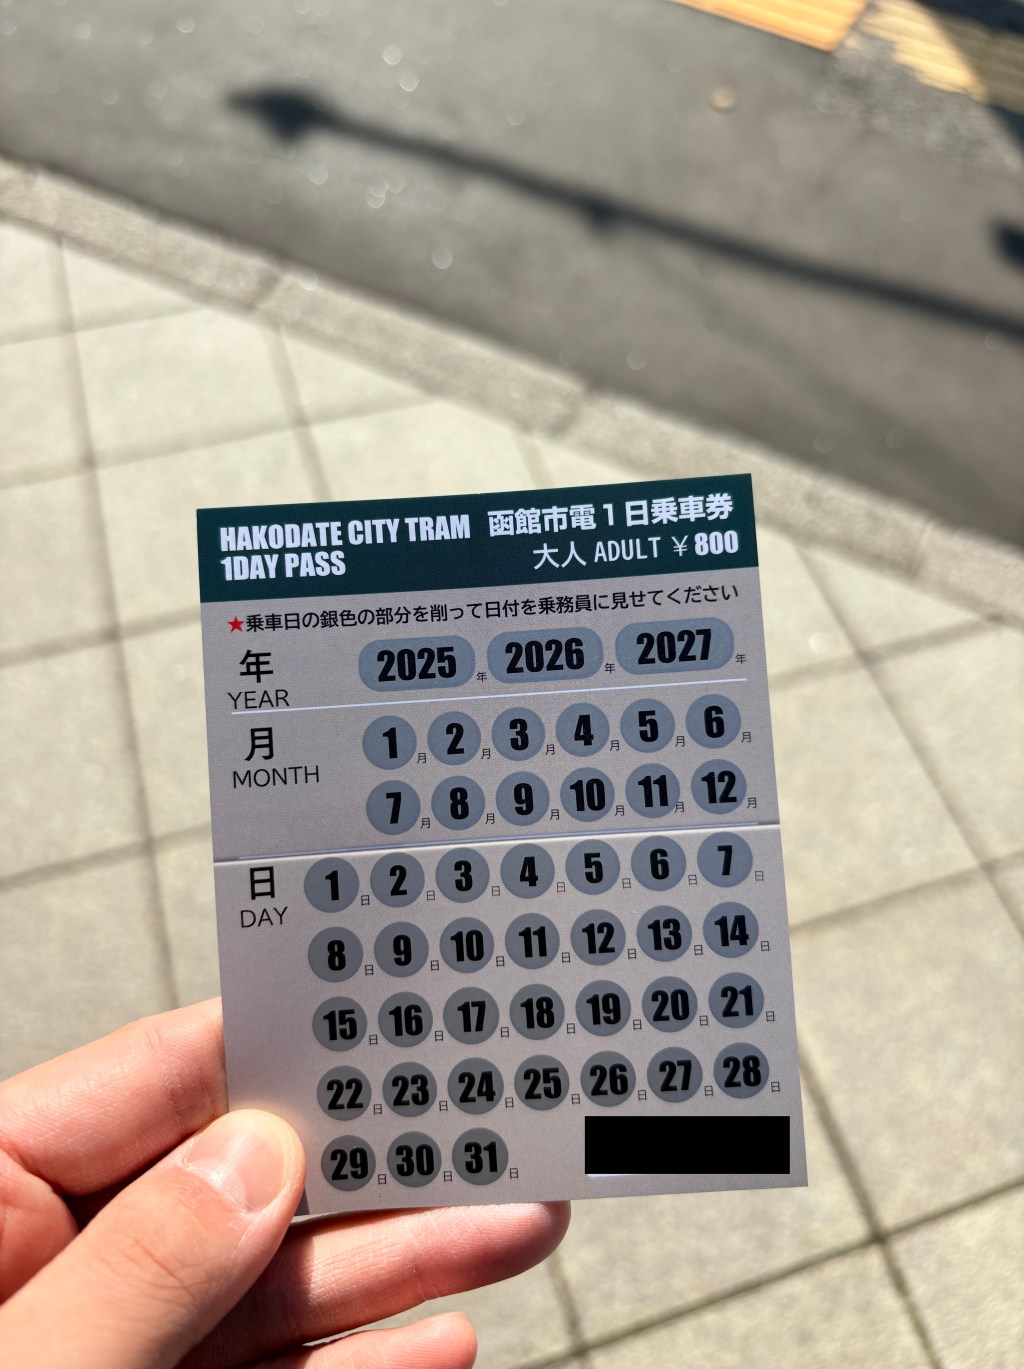 HAKODATE CITY TRAM
1DAY PASS
函館市電1日乗車券
大人 ADULT ￥800
★乗車日の銀色の部分を削って日付を乗務員に見せてください
年
YEAR
2025年 2026年 2027年
月
MONTH
1月 2月 3月 4月 5月 6月
7月 8月 9月 10月 11月 12月
日
DAY
1日 2日 3日 4日 5日 6日 7日
8日 9日 10日 11日 12日 13日 14日
15日 16日 17日 18日 19日 20日 21日
22日 23日 24日 25日 26日 27日 28日
29日 30日 31日